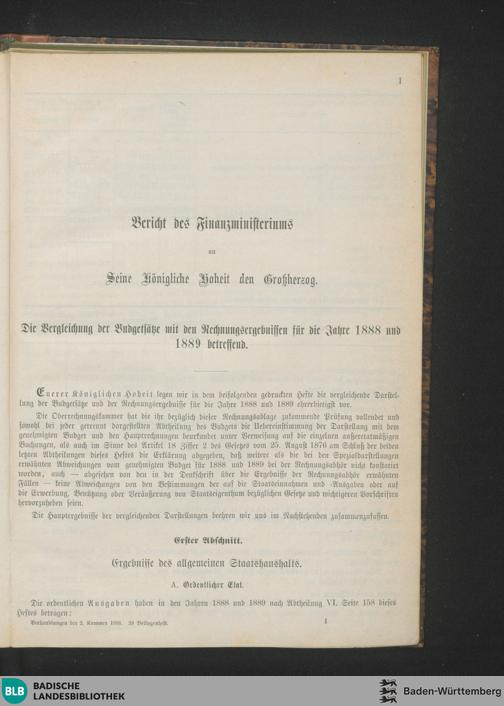 1
Bericht des Finanzministeriums
an
Seine Königliche Hoheit den Großherzog.
Die Vergleichung der Budgetsätze mit den Rechnungsergebnissen für die Jahre 1888 und
1889 betreffend.
Euerer Königlichen Hoheit legen wir in dem beifolgenden gedruckten Hefte die vergleichende Darstel-
lung der Budgetsätze und der Rechnungsergebnisse für die Jahre 1888 und 1889 ehrerbietigst vor.
Die Oberrechnungskammer hat die ihr bezüglich dieser Rechnungsablage zukommende Prüfung vollendet und
sowohl bei jeder getrennt dargestellten Abtheilung des Budgets die Uebereinstimmung der Darstellung mit dem
genehmigten Budget und den Hauptrechnungen beurkundet unter Verweisung auf die einzelnen außeretatmäßigen
Buchungen, als auch im Sinne des Artikel 18 Ziffer 2 des Gesetzes vom 25. August 1876 am Schluß der beiden
letzten Abtheilungen dieses Heftes die Erklärung abgegeben, daß weitere als die bei den Spezialdarstellungen
erwähnten Abweichungen vom genehmigten Budget für 1888 und 1889 bei der Rechnungsabhör nicht konstatirt
worden, auch — abgesehen von den in der Denkschrift über die Ergebnisse der Rechnungsabhör erwähnten
Fällen — keine Abweichungen von den Bestimmungen der auf die Staatseinnahmen und -Ausgaben oder auf
die Erwerbung, Benützung oder Veräußerung von Staatseigenthum bezüglichen Gesetze und wichtigeren Vorschriften
hervorzuheben seien.
Die Hauptergebnisse der vergleichenden Darstellungen beehren wir uns im Nachstehenden zusammenzufassen.
Erster Abschnitt.
Ergebnisse des allgemeinen Staatshaushalts.
A. Ordentlicher Etat.
Die ordentlichen Ausgaben haben in den Jahren 1888 und 1889 nach Abtheilung VI. Seite 158 dieses
Heftes betragen:
Verhandlungen der 2. Kammer Beilagenheft.
1
BLB
BADISCHE
LANDESBIBLIOTHEK
Baden-Württemberg